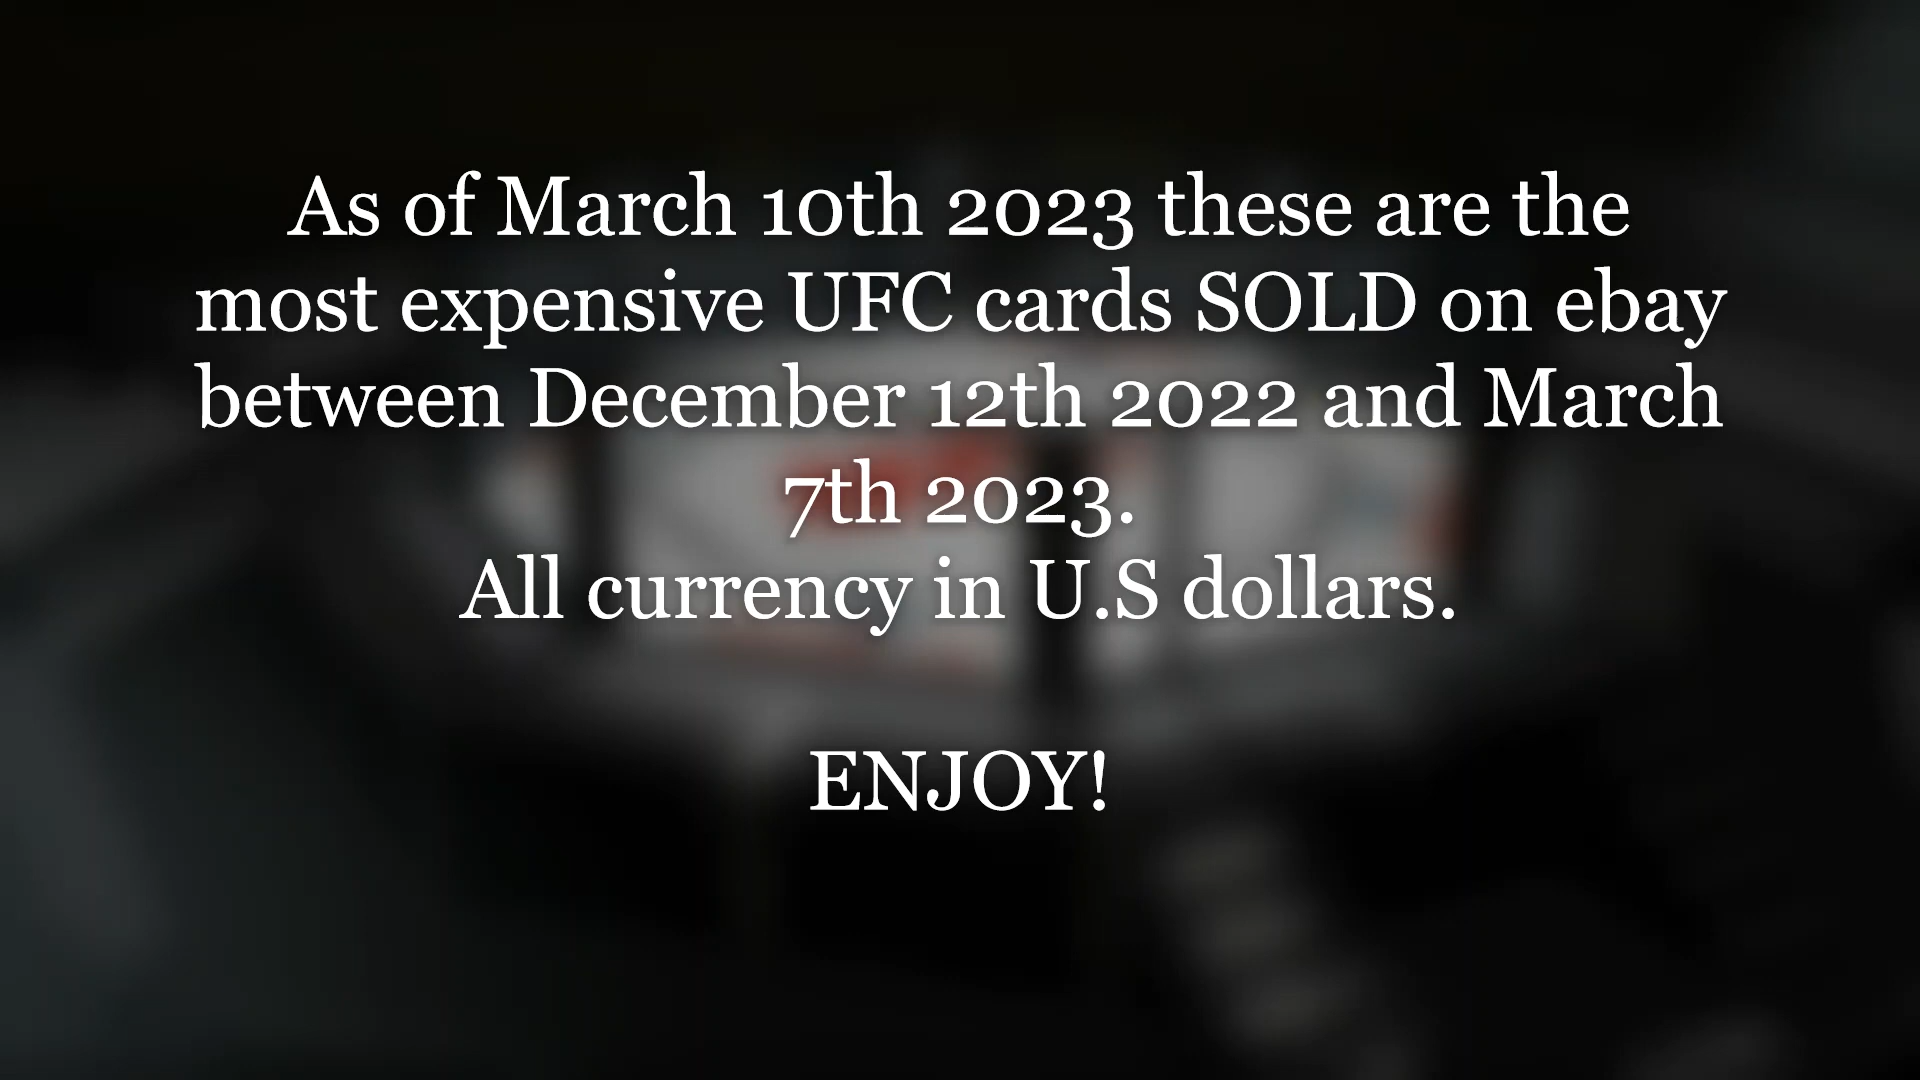 As of March 10th 2023 these are the
most expensive UFC cards SOLD on ebay
between December 12th 2022 and March
7th 2023.
All currency in U.S dollars.
ENJOY!